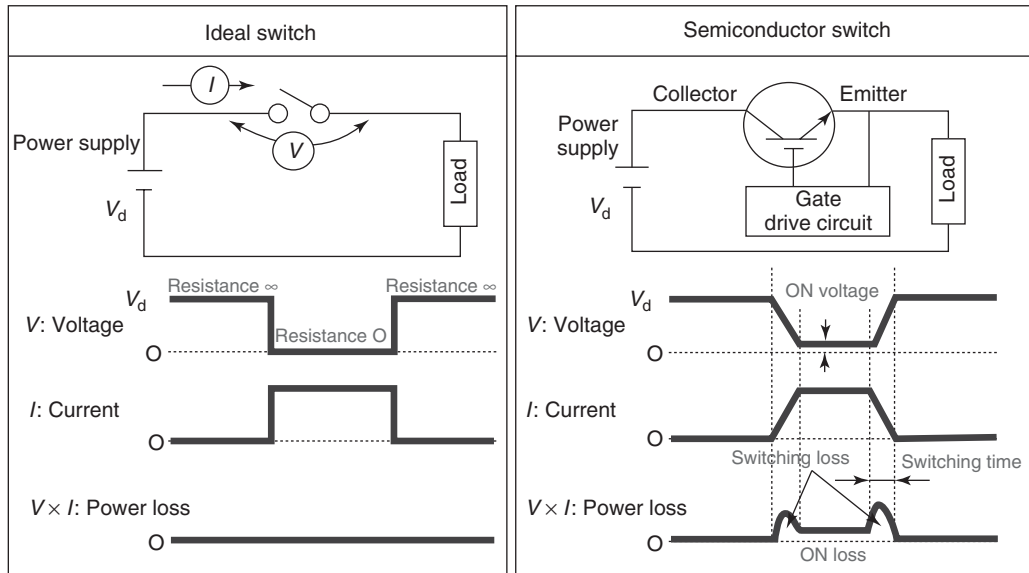 Ideal switch
I
Power supply
V
Load
Vd
Resistance ∞
Resistance ∞
Vd
V: Voltage
Resistance O
O
I: Current
O
V × I: Power loss
O
Semiconductor switch
Collector
Emitter
Power
supply
Vd
Gate
drive circuit
Load
Vd
ON voltage
V: Voltage
O
I: Current
O
Switching loss
Switching time
V × I: Power loss
O
ON loss